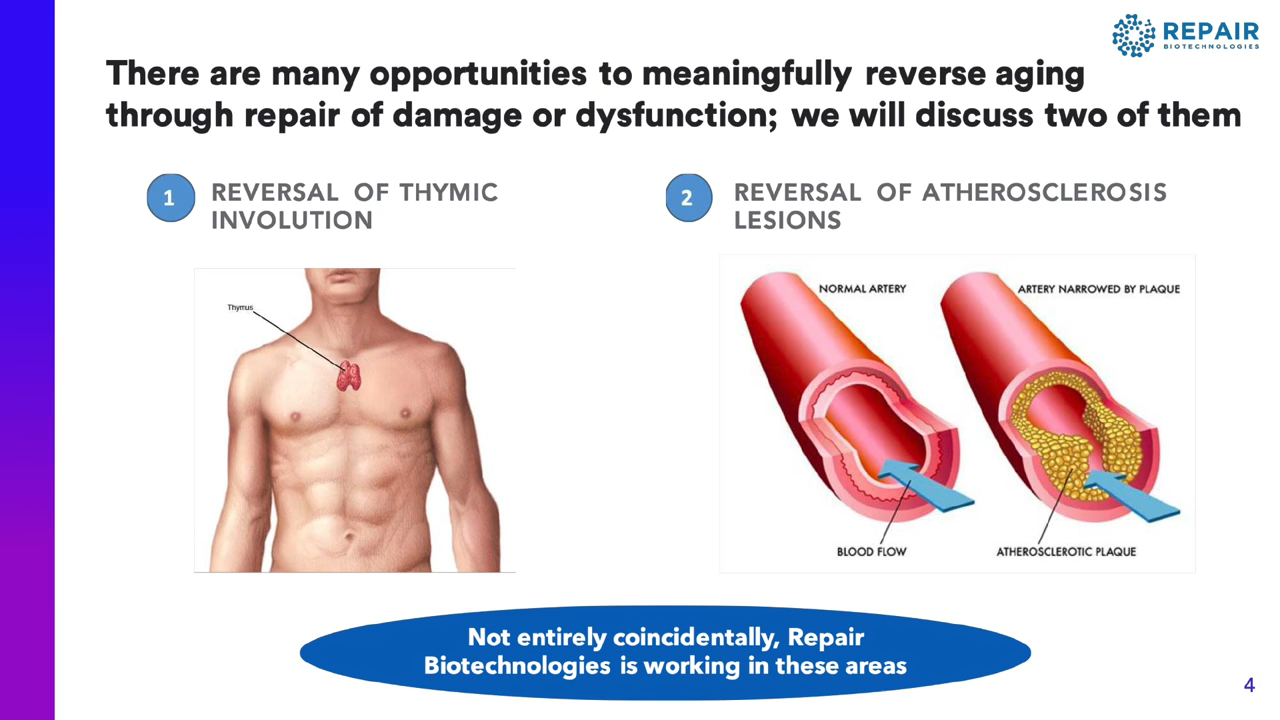 REPAIR
BIOTECHNOLOGIES
There are many opportunities to meaningfully reverse aging
through repair of damage or dysfunction; we will discuss two of them
1
REVERSAL OF THYMIC
INVOLUTION
Thymus
2
REVERSAL OF ATHEROSCLEROSIS
LESIONS
NORMAL ARTERY
ARTERY NARROWED BY PLAQUE
BLOOD FLOW
ATHEROSCLEROTIC PLAQUE
Not entirely coincidentally, Repair
Biotechnologies is working in these areas
4